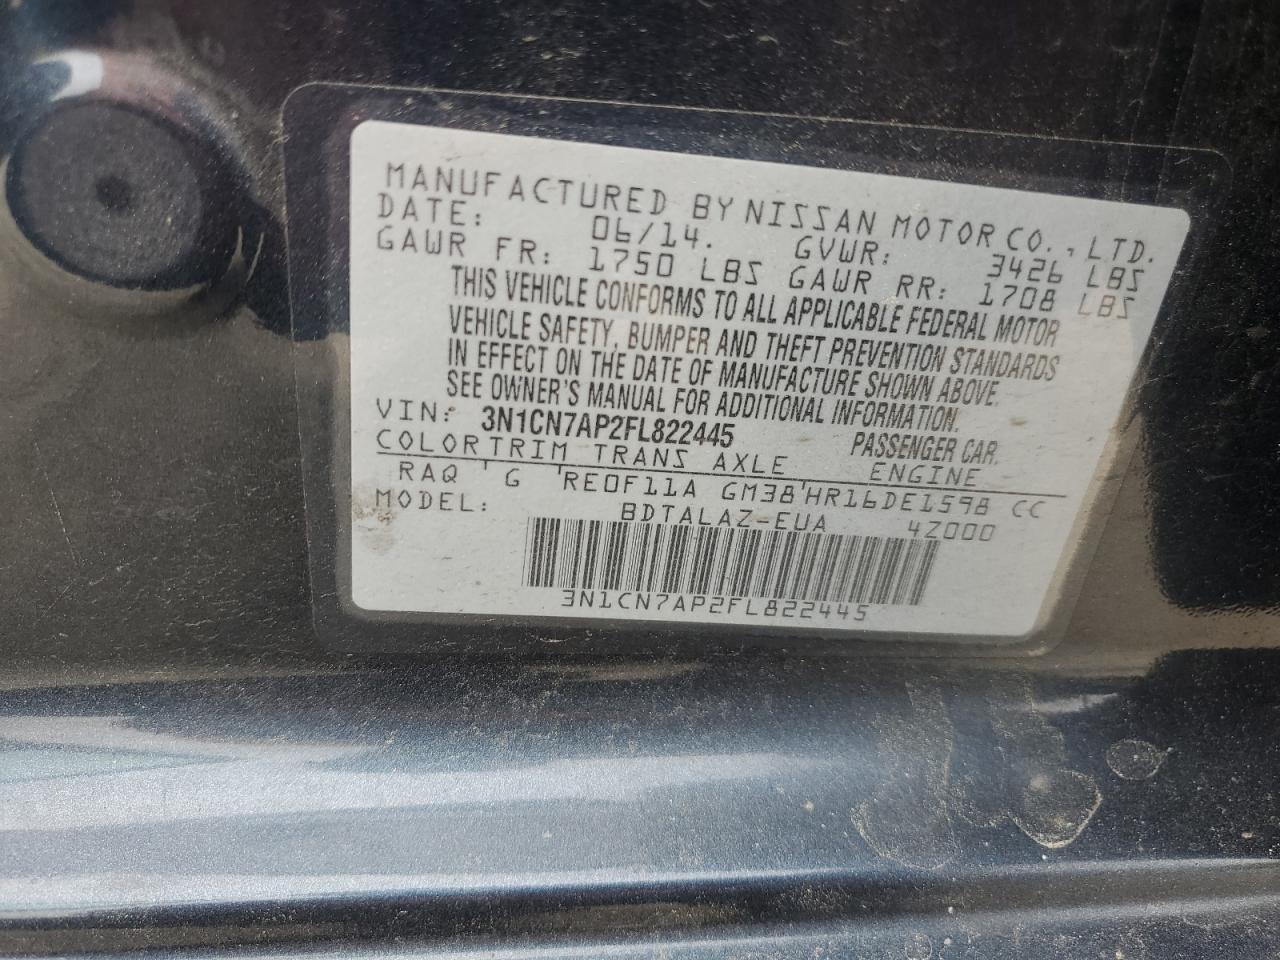 MANUFACTURED BY NISSAN MOTOR CO., LTD.
DATE: 06/14. GVWR: 3426 LBS
GAWR FR: 1750 LBS GAWR RR: 1708 LBS
THIS VEHICLE CONFORMS TO ALL APPLICABLE FEDERAL MOTOR
VEHICLE SAFETY, BUMPER AND THEFT PREVENTION STANDARDS
IN EFFECT ON THE DATE OF MANUFACTURE SHOWN ABOVE.
SEE OWNER'S MANUAL FOR ADDITIONAL INFORMATION.
VIN: 3N1CN7AP2FL822445 PASSENGER CAR.
COLOR TRIM TRANS AXLE ENGINE
RAQ G RE0F11A GM38 HR16DE1598 CC
MODEL: BDTALAZ-EUA 4Z000
3N1CN7AP2FL822445